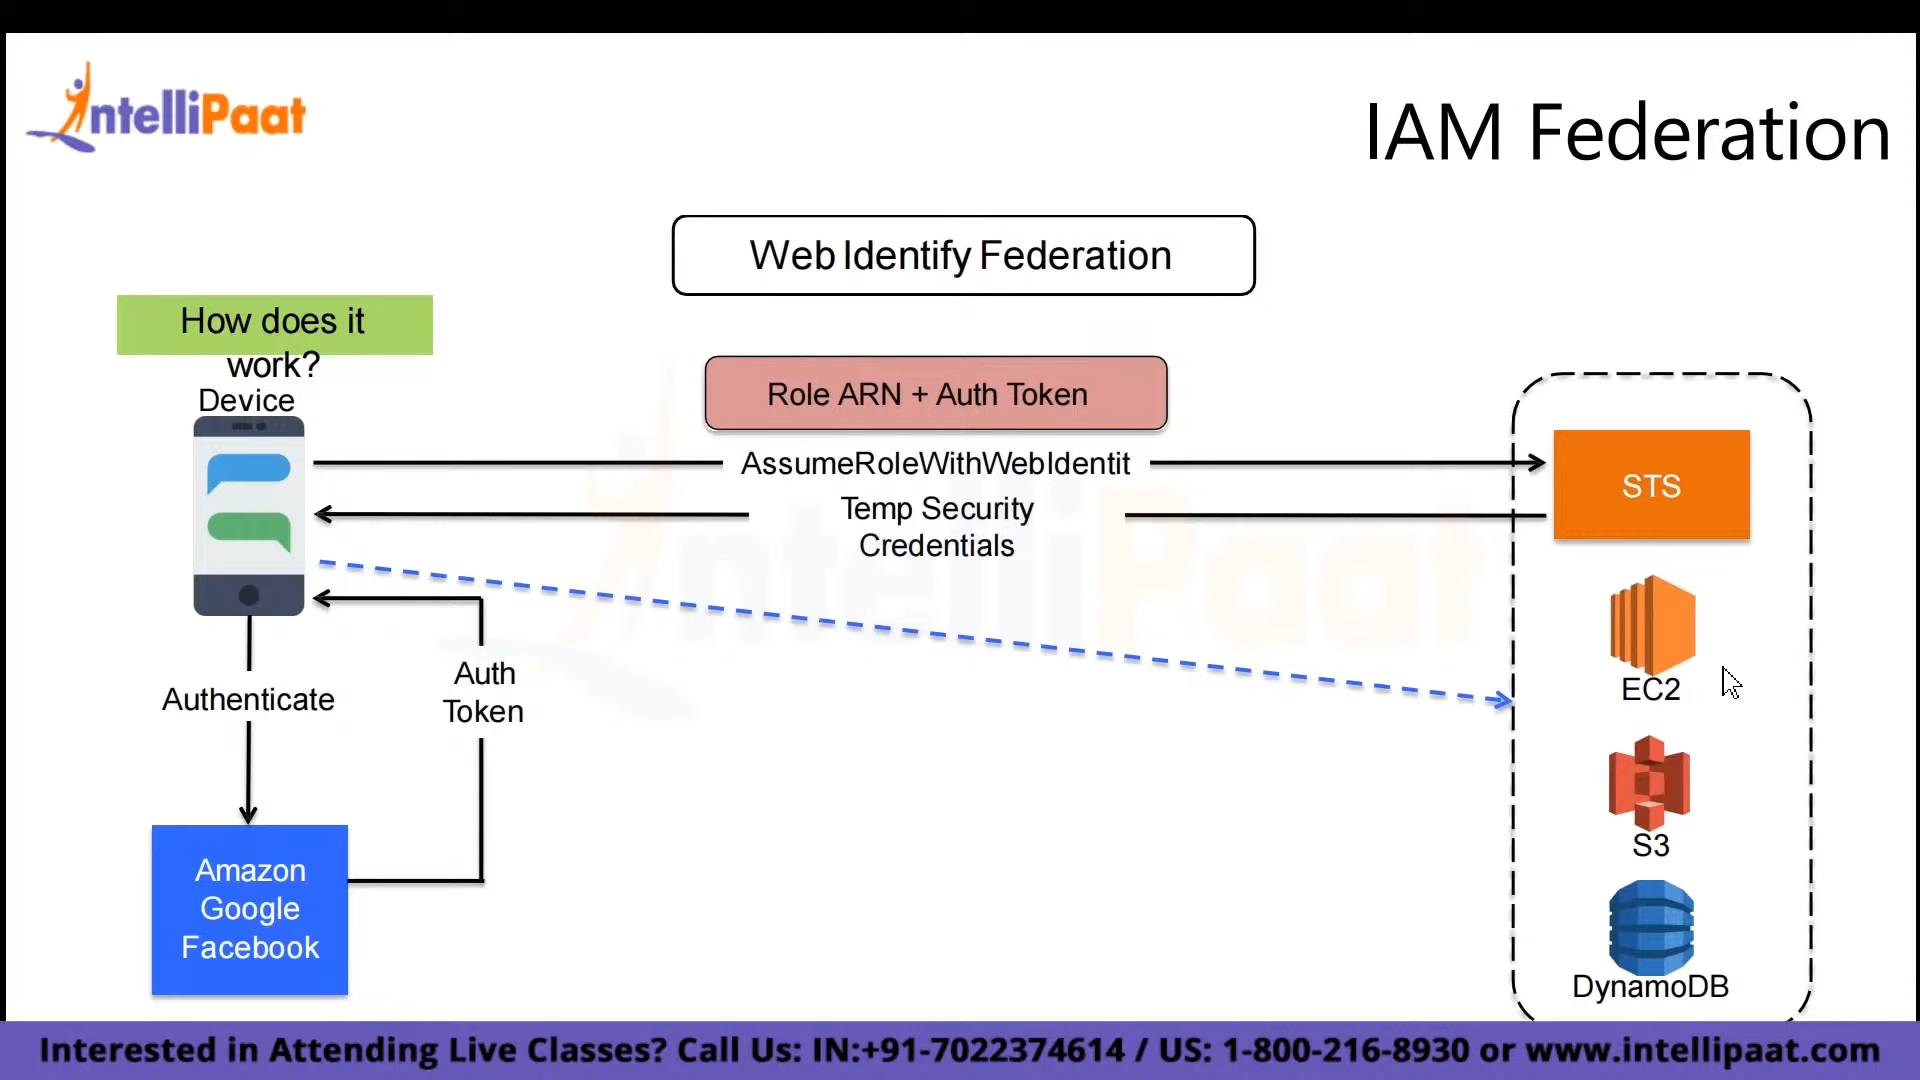 IntelliPaat
IAM Federation
Web Identify Federation
How does it
work?
Device
Role ARN + Auth Token
AssumeRoleWithWebIdentit
Temp Security
Credentials
STS
EC2
S3
DynamoDB
Authenticate
Auth
Token
Amazon
Google
Facebook
IntelliPaat
Interested in Attending Live Classes? Call Us: IN:+91-7022374614 / US: 1-800-216-8930 or www.intellipaat.com